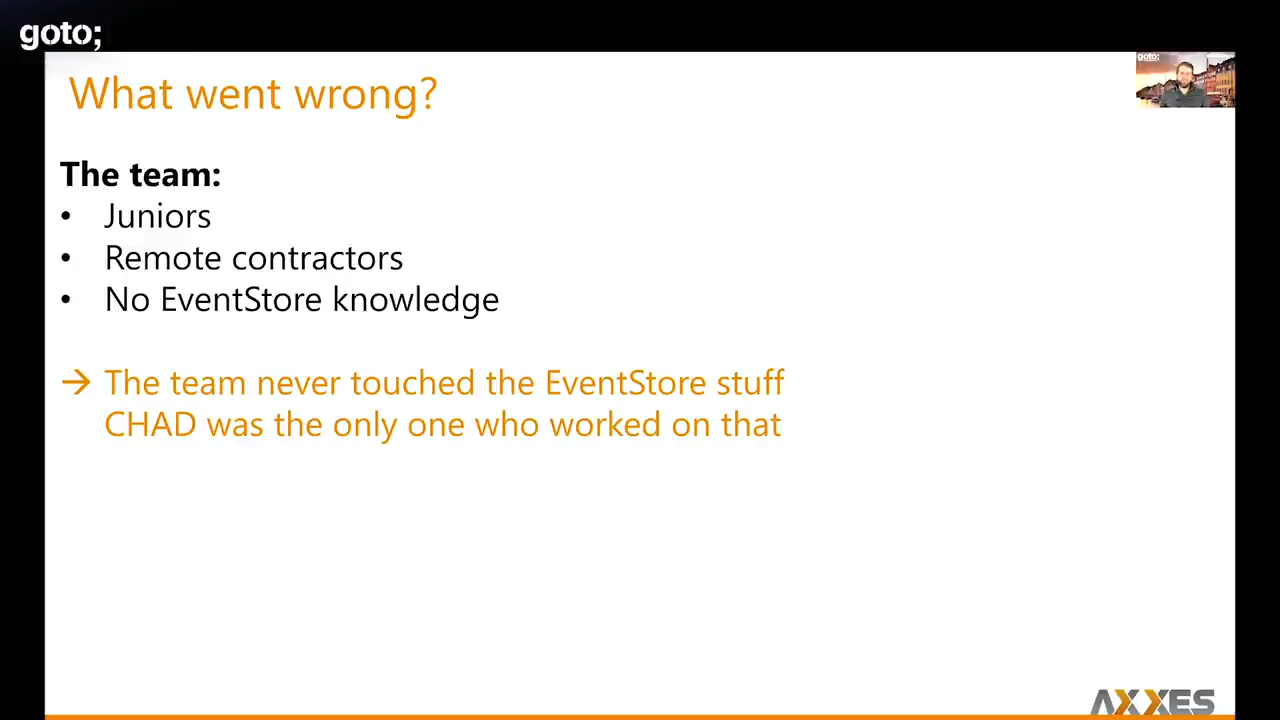 goto;
goto;
What went wrong?
The team:
• Juniors
• Remote contractors
• No EventStore knowledge
→ The team never touched the EventStore stuff
CHAD was the only one who worked on that
AXXES